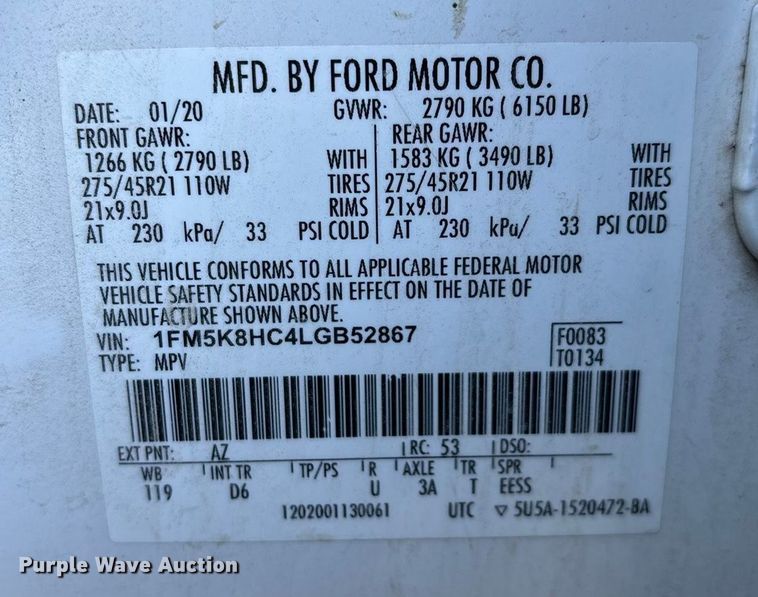 MFD. BY FORD MOTOR CO.
DATE: 01/20 GVWR: 2790 KG ( 6150 LB)
FRONT GAWR: REAR GAWR:
1266 KG ( 2790 LB) WITH 1583 KG ( 3490 LB) WITH
275/45R21 110W TIRES 275/45R21 110W TIRES
21x9.0J RIMS 21x9.0J RIMS
AT 230 kPa/ 33 PSI COLD AT 230 kPa/ 33 PSI COLD
THIS VEHICLE CONFORMS TO ALL APPLICABLE FEDERAL MOTOR
VEHICLE SAFETY STANDARDS IN EFFECT ON THE DATE OF
MANUFACTURE SHOWN ABOVE.
VIN: 1FM5K8HC4LGB52867 F0083
TYPE: MPV T0134
EXT PNT: AZ RC: 53 DSO:
WB INT TR TP/PS R AXLE TR SPR
119 D6 U 3A T EESS
1202001130061 UTC ▽ 5U5A-1520472-BA
Purple Wave Auction